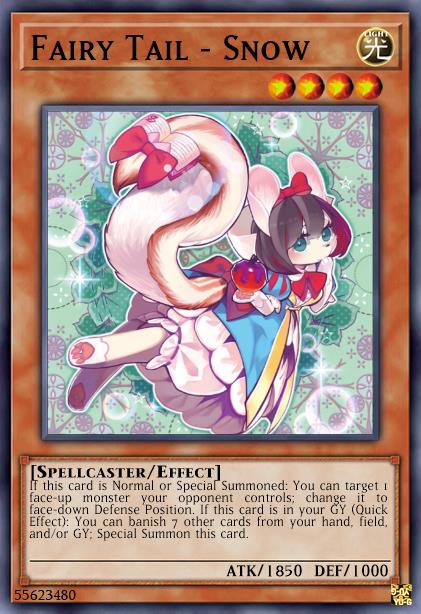 Fairy Tail - Snow
LIGHT
光
[Spellcaster/Effect]
If this card is Normal or Special Summoned: You can target 1
face-up monster your opponent controls; change it to
face-down Defense Position. If this card is in your GY (Quick
Effect): You can banish 7 other cards from your hand, field,
and/or GY; Special Summon this card.
ATK/1850 DEF/1000
55623480